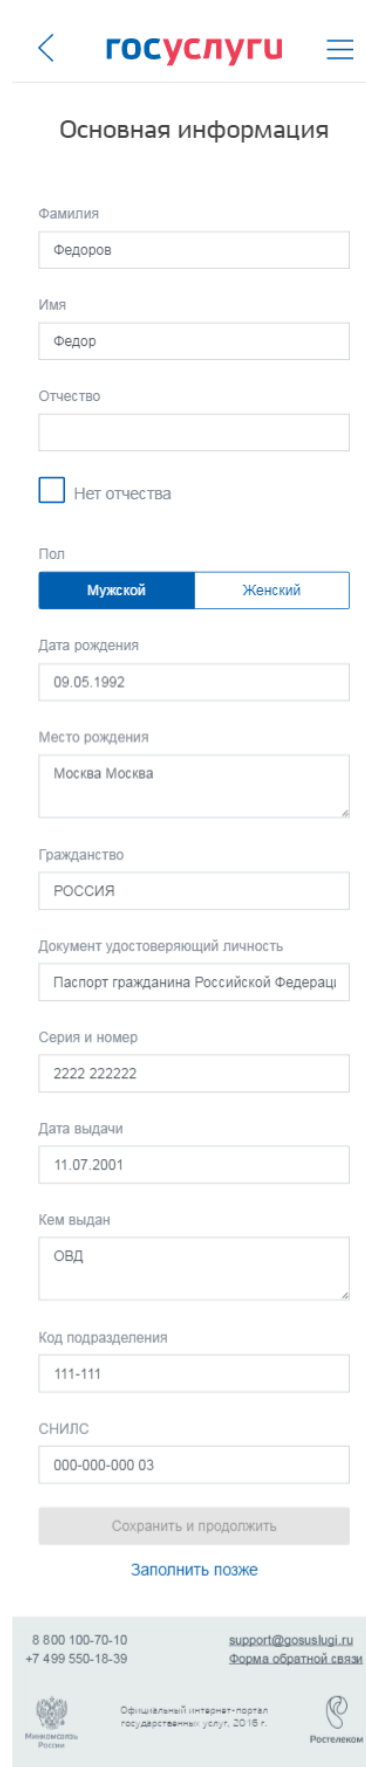 госуслуги
Основная информация
Фамилия
Федоров
Имя
Федор
Отчество
Нет отчества
Пол
Мужской Женский
Дата рождения
09.05.1992
Место рождения
Москва Москва
Гражданство
РОССИЯ
Документ удостоверяющий личность
Паспорт гражданина Российской Федерац
Серия и номер
2222 222222
Дата выдачи
11.07.2001
Кем выдан
ОВД
Код подразделения
111-111
СНИЛС
000-000-000 03
Сохранить и продолжить
Заполнить позже
8 800 100-70-10 support@gosuslugi.ru
+7 499 550-18-39 Форма обратной связи
Официальный интернет-портал
государственных услуг, 2016 г.
Минкомсвязь
России
Ростелеком